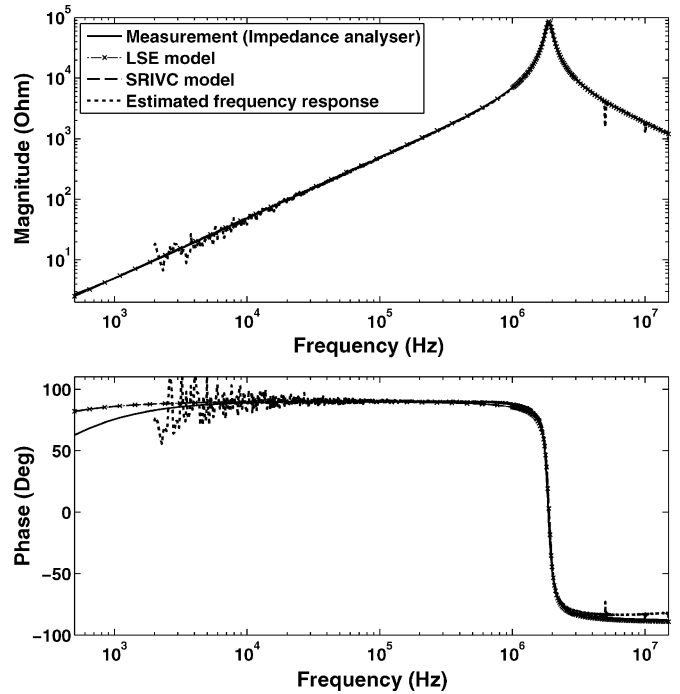 Measurement (Impedance analyser)
LSE model
SRIVC model
Estimated frequency response
Magnitude (Ohm)
10^5
10^4
10^3
10^2
10^1
10^3 10^4 10^5 10^6 10^7
Frequency (Hz)
Phase (Deg)
100
50
0
−50
−100
10^3 10^4 10^5 10^6 10^7
Frequency (Hz)